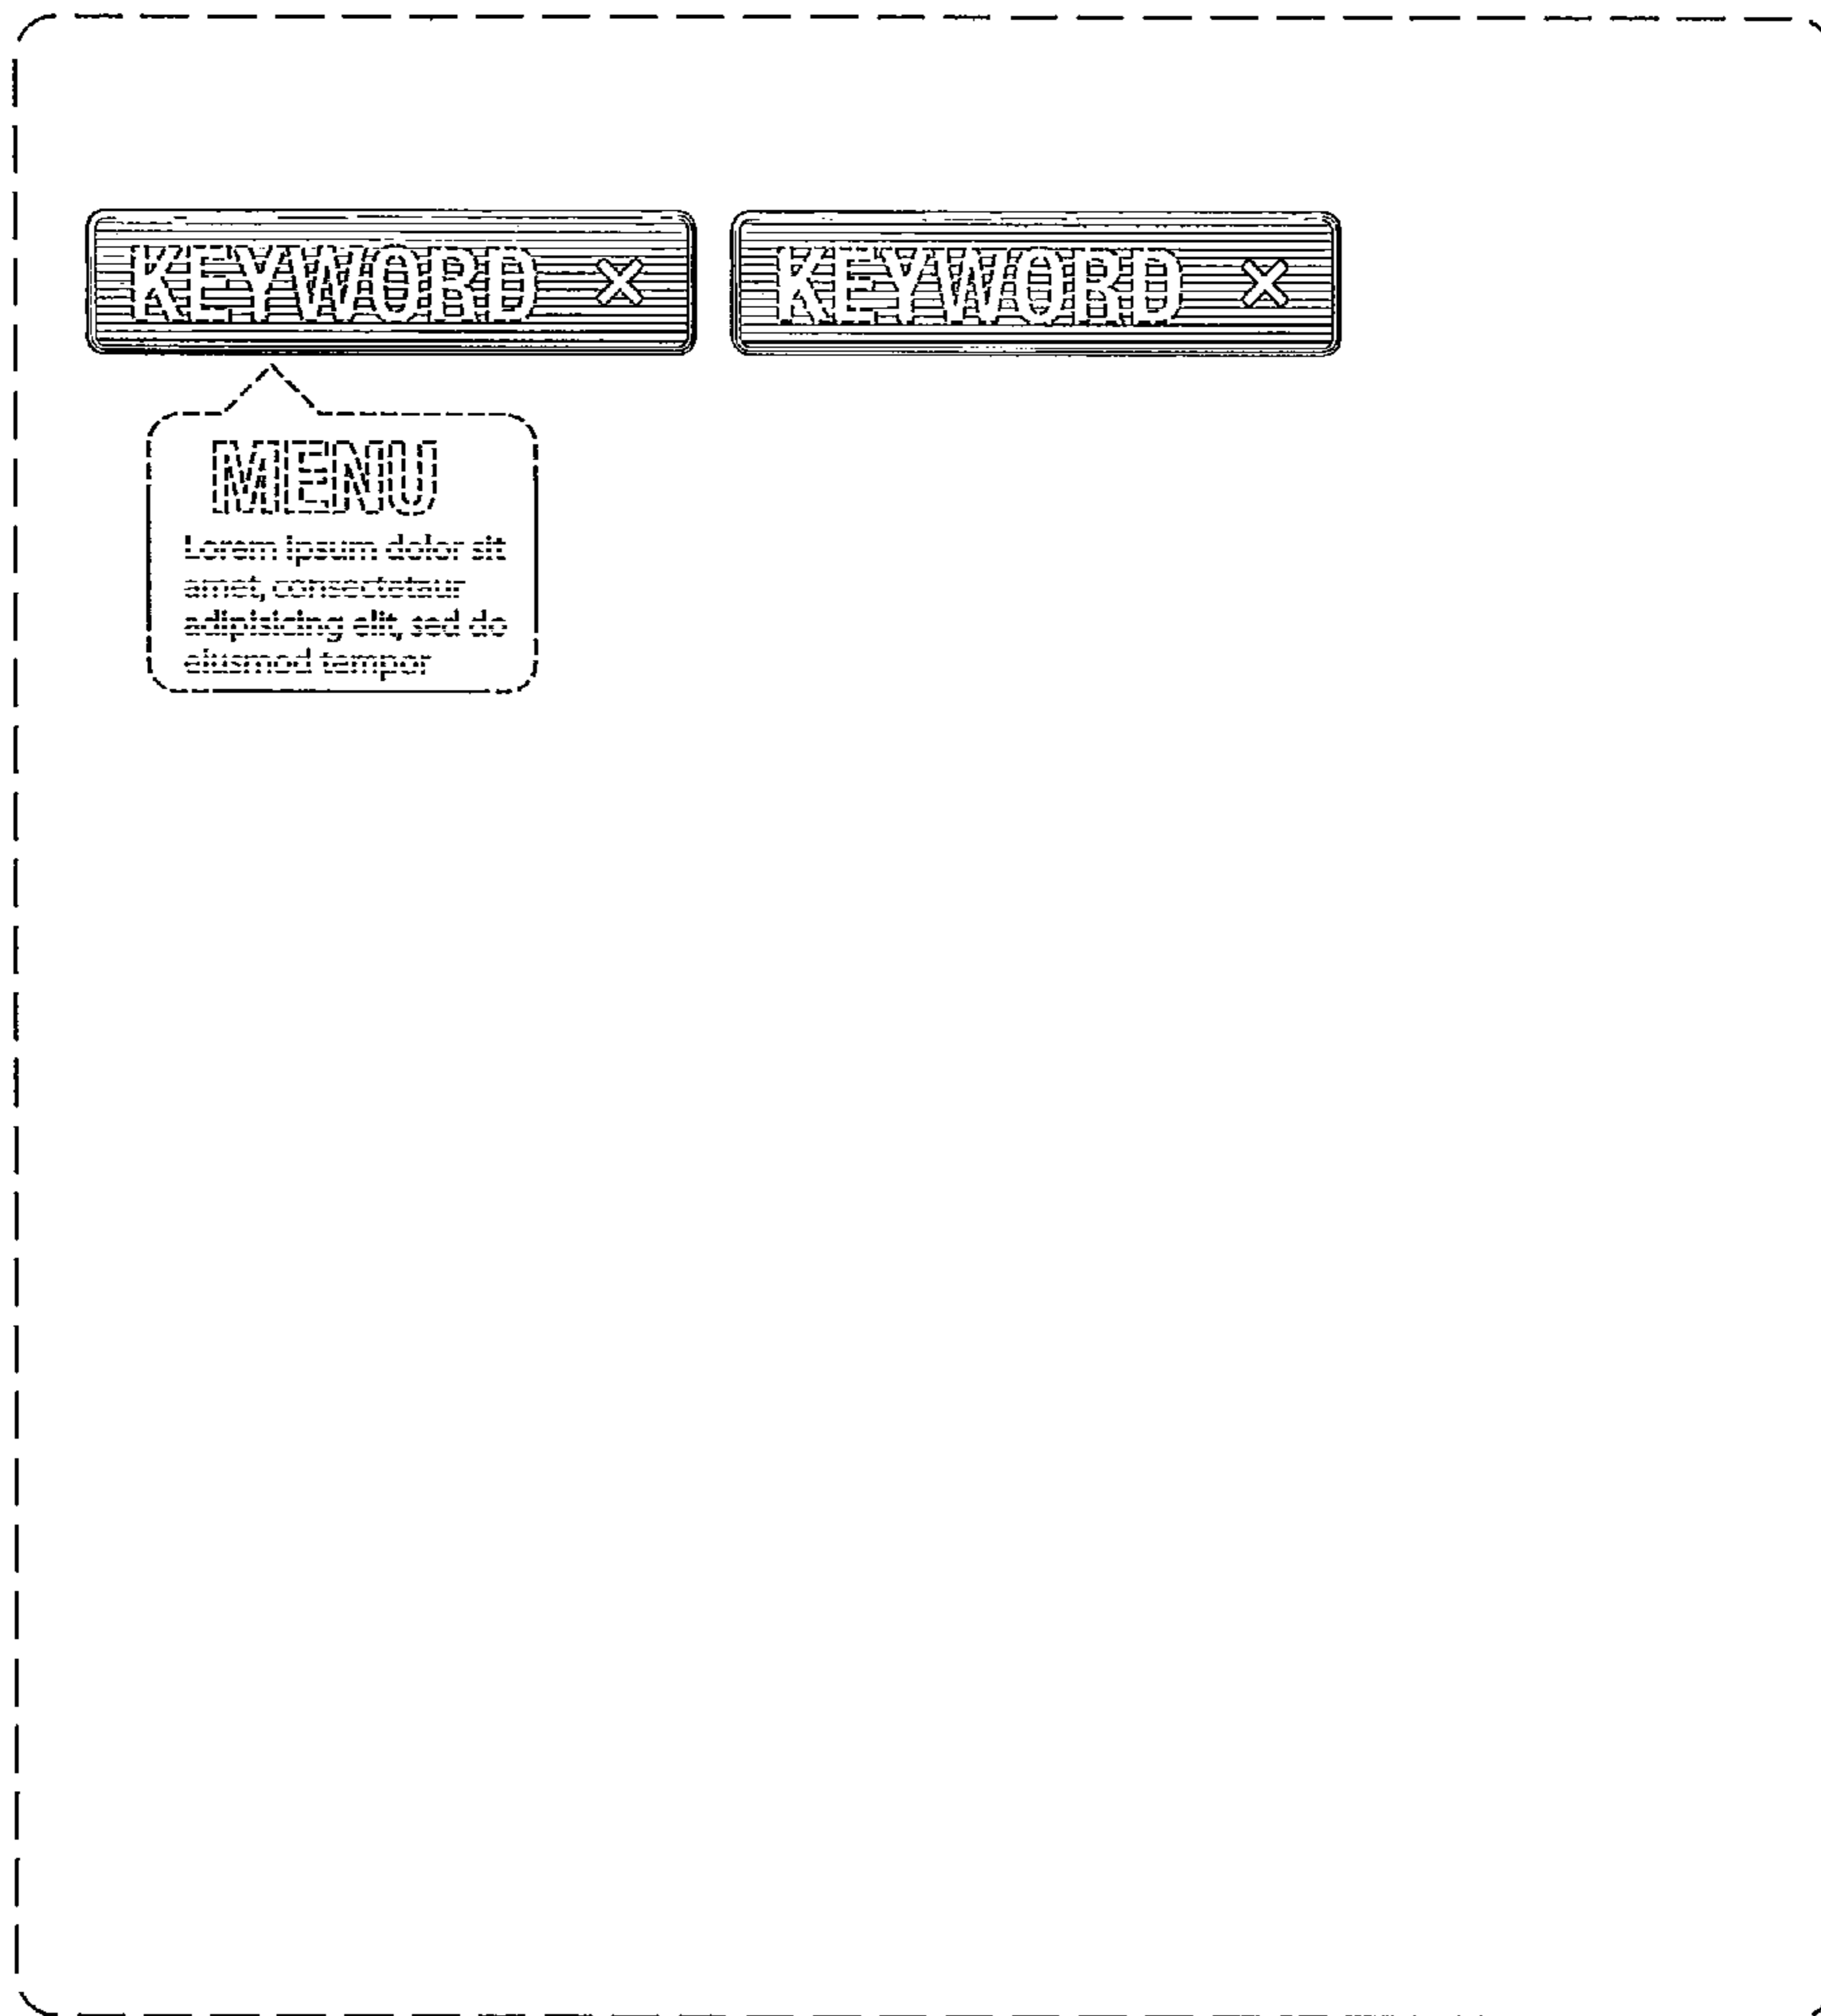 KEYWORD × KEYWORD ×
MENU
Lorem ipsum dolor sit
amet, consectetaur
adipisicing elit, sed do
eiusmod tempor